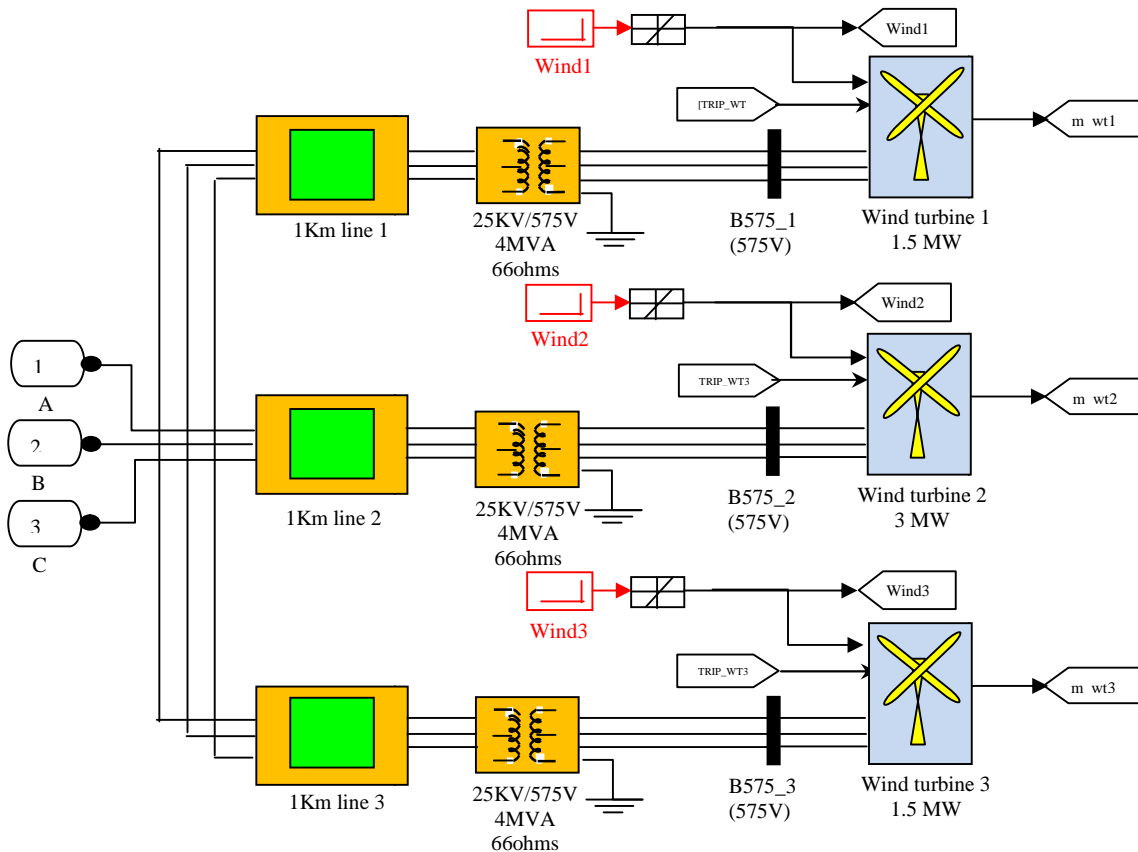 Wind1
Wind1
[TRIP_WT
m wt1
1Km line 1
25KV/575V
4MVA
66ohms
B575_1
(575V)
Wind turbine 1
1.5 MW
Wind2
Wind2
TRIP_WT3
m wt2
1
A
2
B
3
C
1Km line 2
25KV/575V
4MVA
66ohms
B575_2
(575V)
Wind turbine 2
3 MW
Wind3
Wind3
TRIP_WT3
m wt3
1Km line 3
25KV/575V
4MVA
66ohms
B575_3
(575V)
Wind turbine 3
1.5 MW